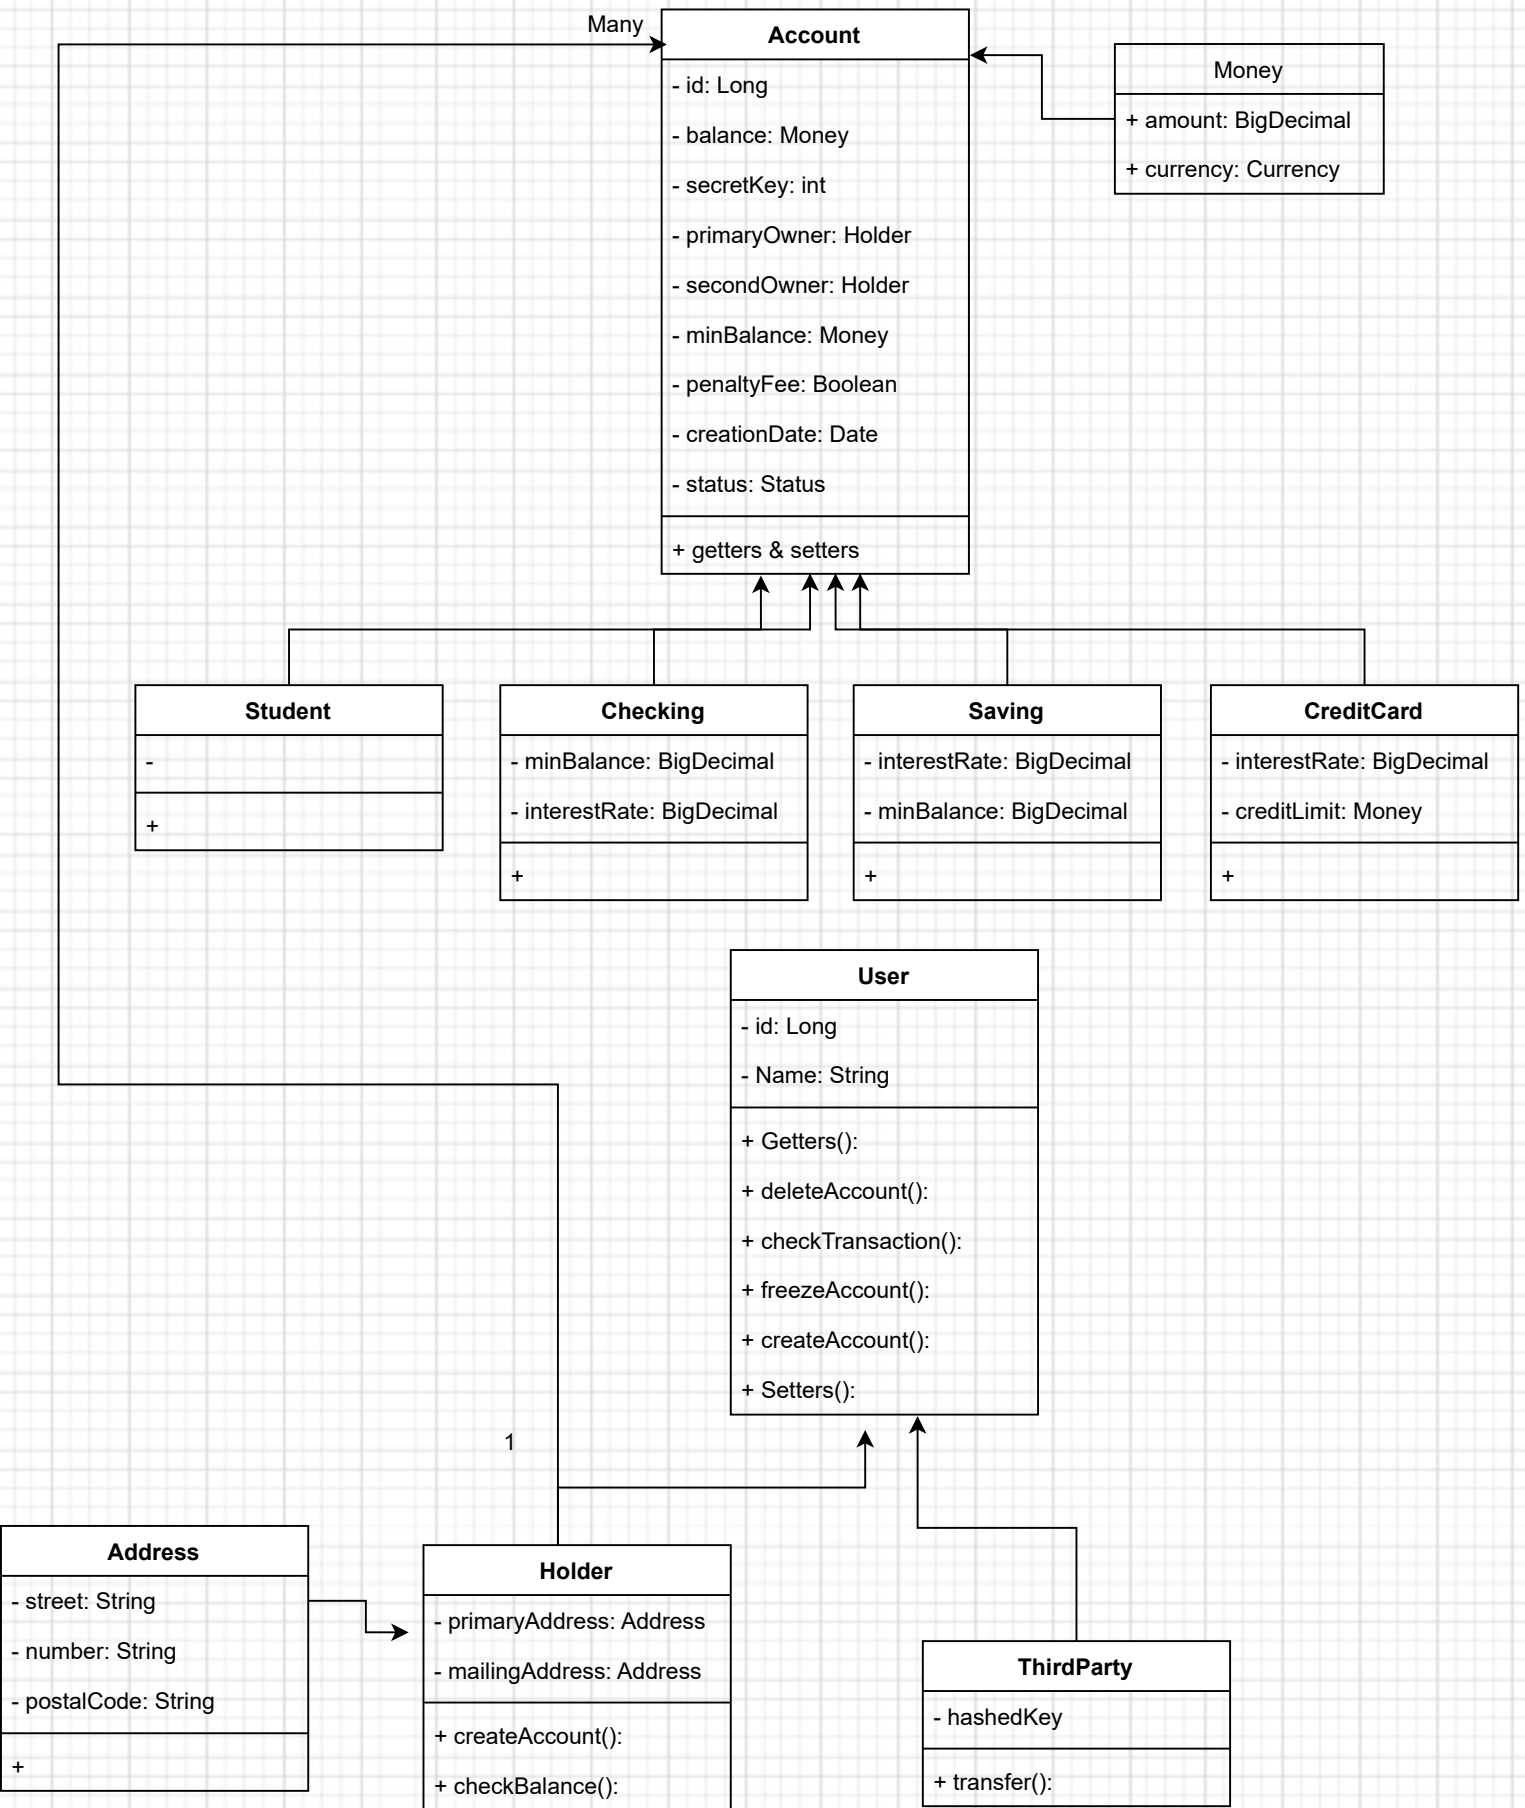 Many
Account
- id: Long
- balance: Money
- secretKey: int
- primaryOwner: Holder
- secondOwner: Holder
- minBalance: Money
- penaltyFee: Boolean
- creationDate: Date
- status: Status
+ getters & setters
Money
+ amount: BigDecimal
+ currency: Currency
Student
-
+
Checking
- minBalance: BigDecimal
- interestRate: BigDecimal
+
Saving
- interestRate: BigDecimal
- minBalance: BigDecimal
+
CreditCard
- interestRate: BigDecimal
- creditLimit: Money
+
User
- id: Long
- Name: String
+ Getters():
+ deleteAccount():
+ checkTransaction():
+ freezeAccount():
+ createAccount():
+ Setters():
1
Address
- street: String
- number: String
- postalCode: String
+
Holder
- primaryAddress: Address
- mailingAddress: Address
+ createAccount():
+ checkBalance():
ThirdParty
- hashedKey
+ transfer():